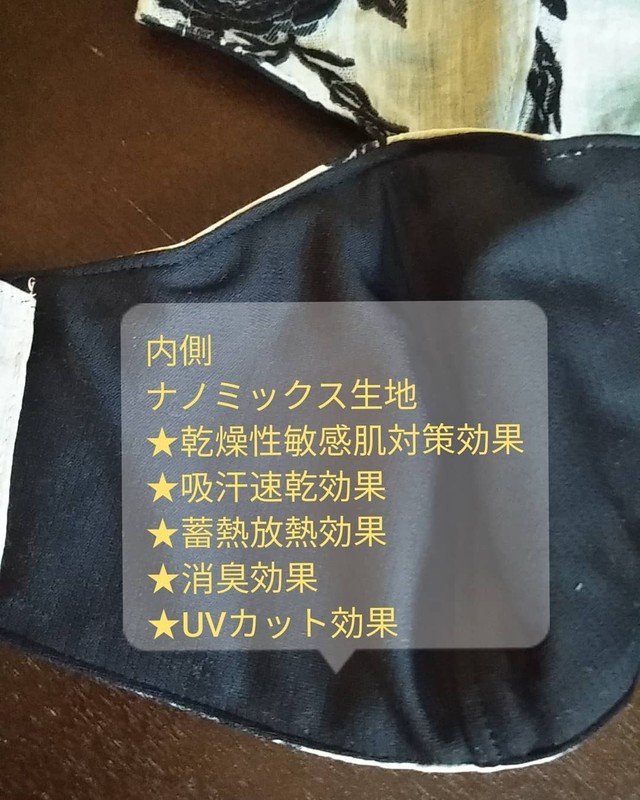 内側
ナノミックス生地
★乾燥性敏感肌対策効果
★吸汗速乾効果
★蓄熱放熱効果
★消臭効果
★UVカット効果